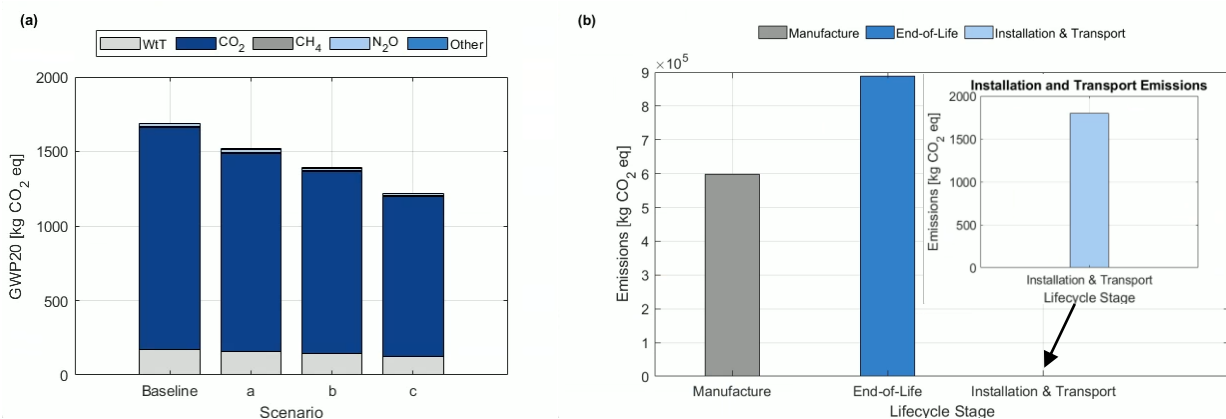 (a)
WtT CO2 CH4 N2O Other
2000
1500
1000
500
0
GWP20 [kg CO2 eq]
Baseline a b c
Scenario
(b)
Manufacture End-of-Life Installation & Transport
×10^5
9
8
7
6
5
4
3
2
1
0
Emissions [kg CO2 eq]
Manufacture End-of-Life Installation & Transport
Lifecycle Stage
Installation and Transport Emissions
2000
1500
1000
500
0
Emissions [kg CO2 eq]
Installation & Transport
Lifecycle Stage